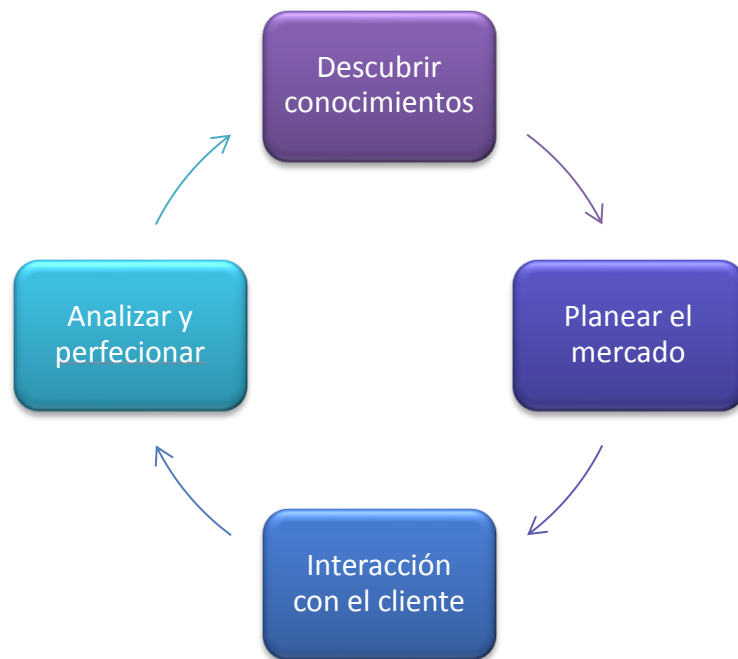 Descubrir
conocimientos
Planear el
mercado
Interacción
con el cliente
Analizar y
perfecionar